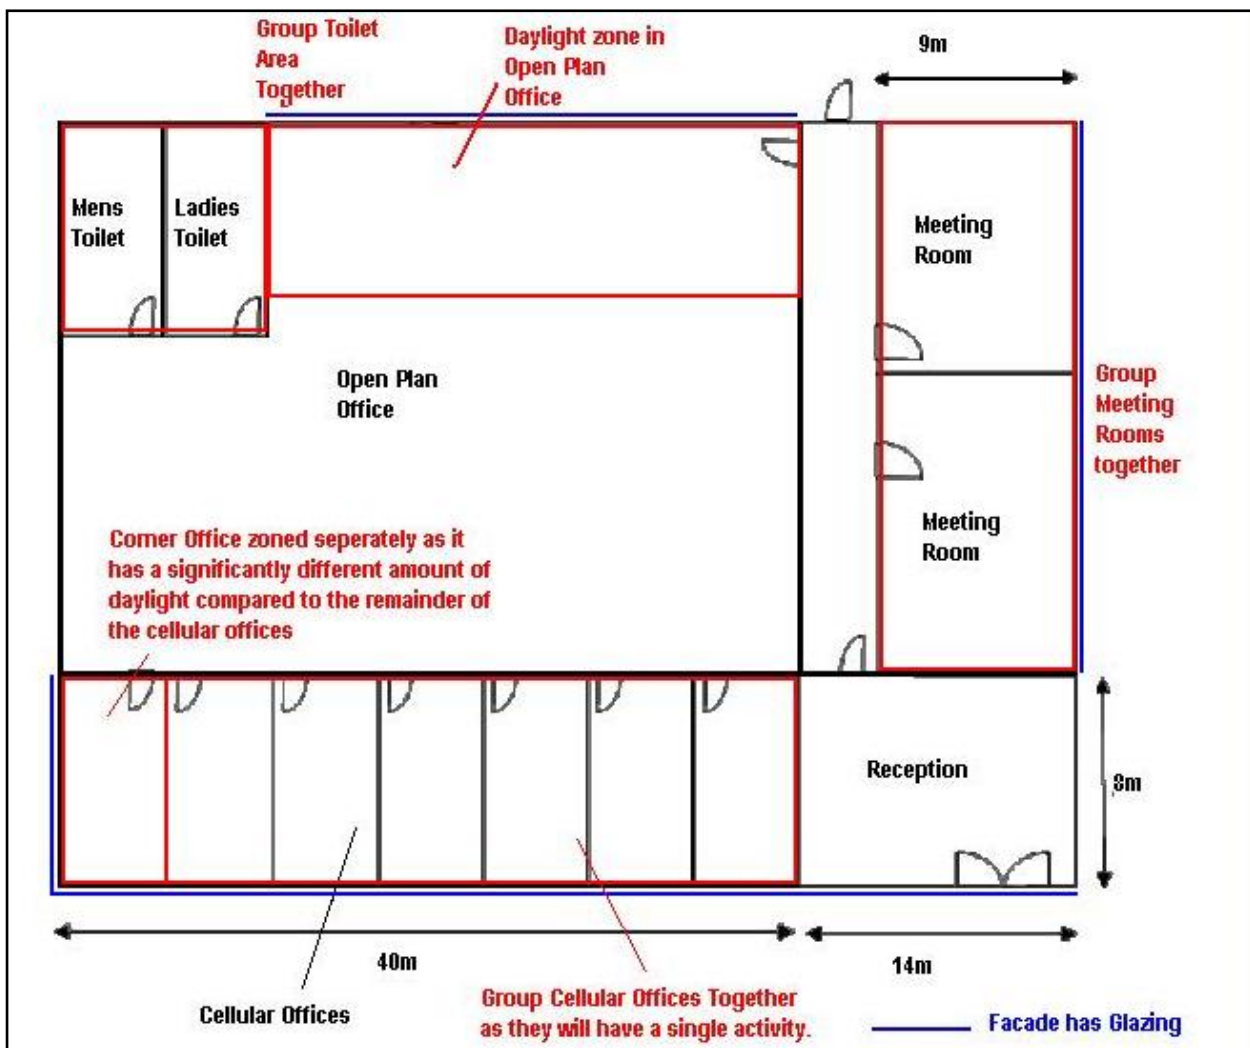 Group Toilet
Area
Together
Daylight zone in
Open Plan
Office
9m
Mens
Toilet
Ladies
Toilet
Meeting
Room
Open Plan
Office
Group
Meeting
Rooms
together
Meeting
Room
Corner Office zoned seperately as it
has a significantly different amount of
daylight compared to the remainder of
the cellular offices
Reception
8m
40m
14m
Cellular Offices
Group Cellular Offices Together
as they will have a single activity.
Facade has Glazing